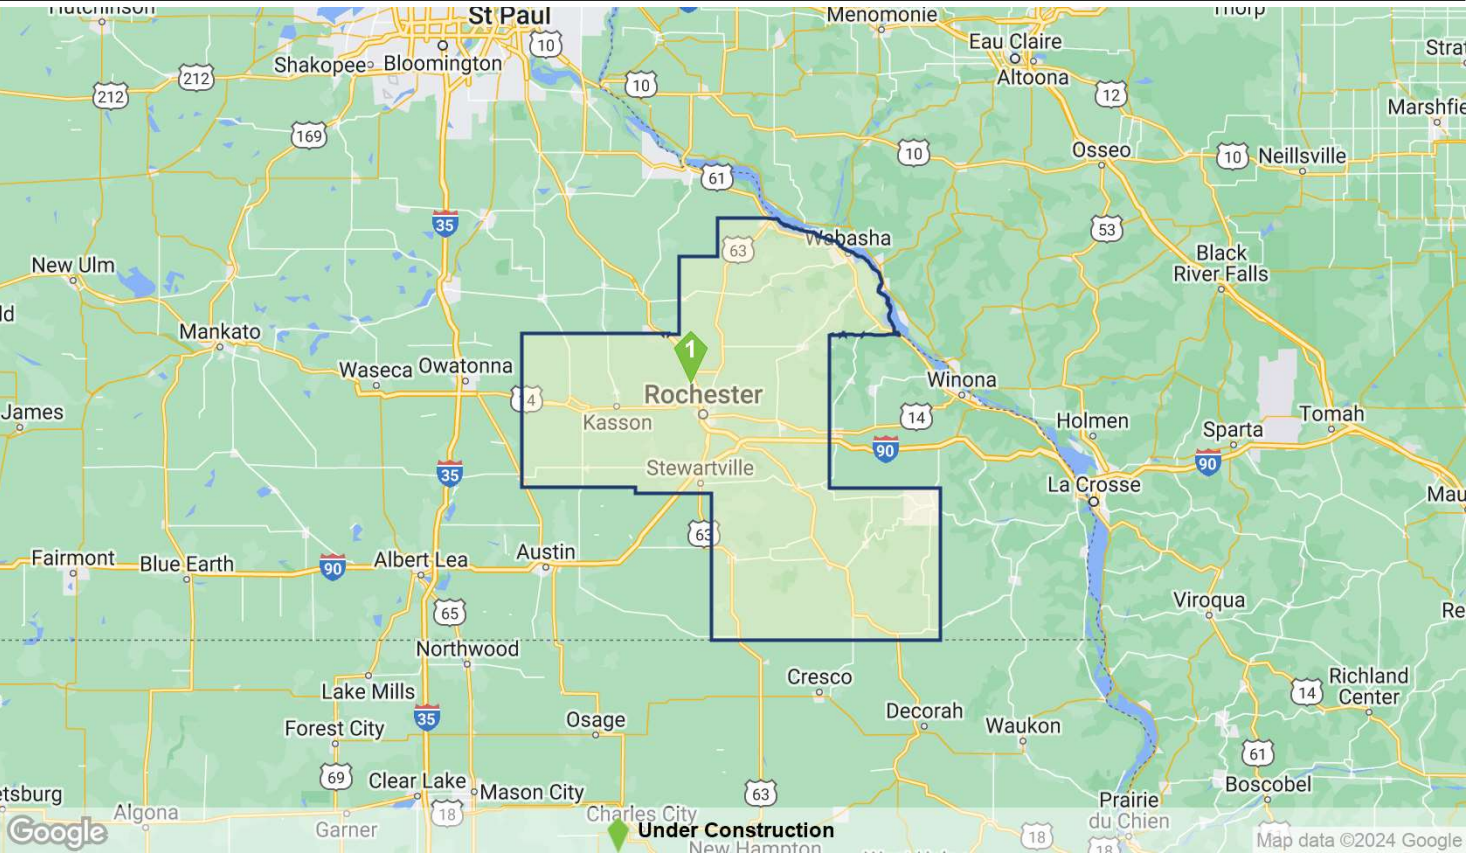 Hutchinson
St Paul
Menomonie
Thorp
10
Eau Claire
Shakopee
Bloomington
212
10
Altoona
212
12
Marshfie
169
10
Osseo
10
Neillsville
61
35
53
63
Wabasha
New Ulm
Black
River Falls
Mankato
1
Waseca
Owatonna
Winona
14
Rochester
James
14
Kasson
Holmen
Tomah
Sparta
90
90
35
Stewartville
La Crosse
Mau
63
Fairmont
Blue Earth
90
Albert Lea
Austin
65
Viroqua
Re
Northwood
Cresco
Richland
Center
Lake Mills
14
35
Osage
Decorah
Forest City
Waukon
61
69
Clear Lake
Mason City
63
Boscobel
etsburg
Algona
18
Charles City
Prairie
du Chien
Google
Garner
Under Construction
18
New Hampton
18
Map data ©2024 Google